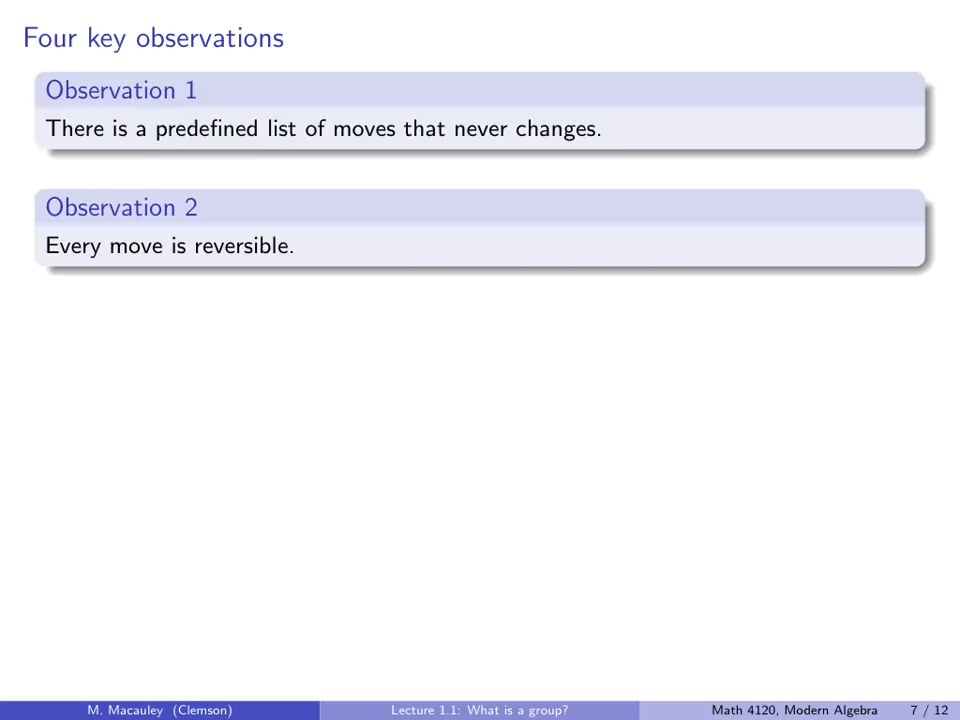 Four key observations
Observation 1
There is a predefined list of moves that never changes.
Observation 2
Every move is reversible.
M. Macauley (Clemson) Lecture 1.1: What is a group? Math 4120, Modern Algebra 7 / 12